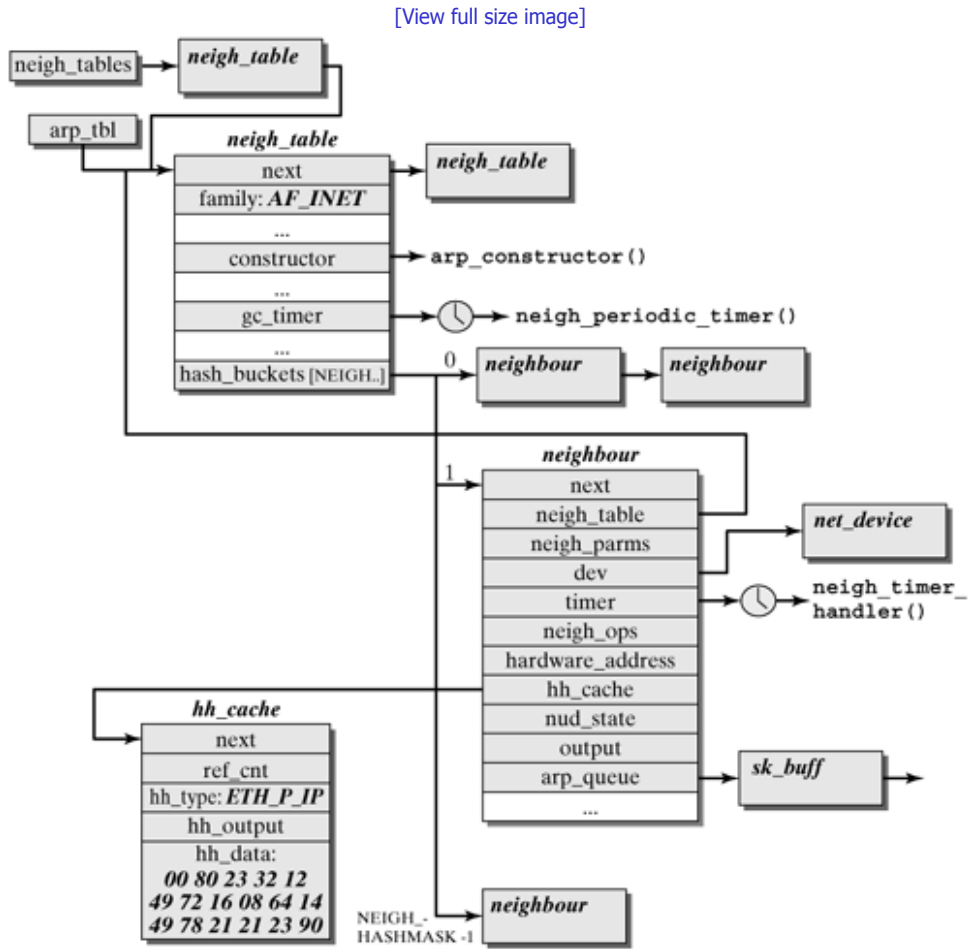 [View full size image]
neigh_tables
neigh_table
arp_tbl
neigh_table
next
family: AF_INET
...
constructor
...
gc_timer
...
hash_buckets [NEIGH..]
neigh_table
arp_constructor()
neigh_periodic_timer()
0
neighbour
neighbour
1
neighbour
next
neigh_table
neigh_parms
dev
timer
neigh_ops
hardware_address
hh_cache
nud_state
output
arp_queue
...
net_device
neigh_timer_
handler()
sk_buff
hh_cache
next
ref_cnt
hh_type: ETH_P_IP
hh_output
hh_data:
00 80 23 32 12
49 72 16 08 64 14
49 78 21 21 23 90
NEIGH_-
HASHMASK -1
neighbour